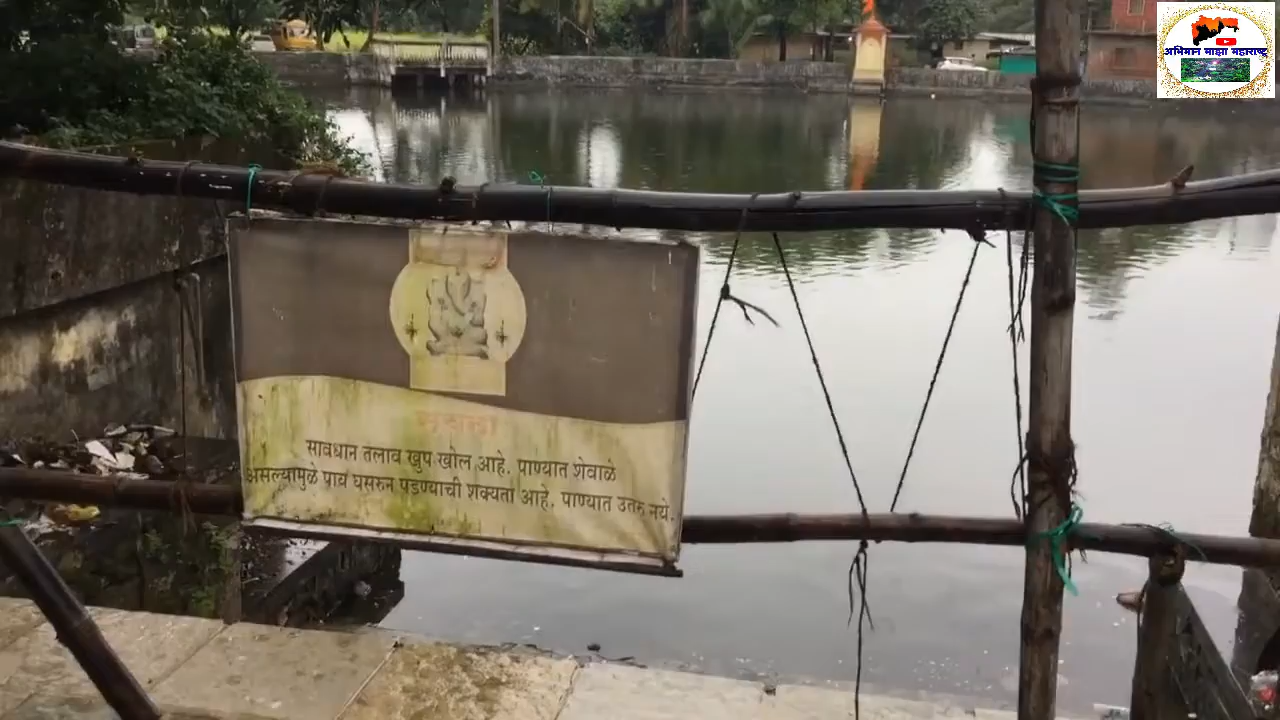 अभिमान माझा महाराष्ट्र
सावधान तलाव खुप खोल आहे. पाण्यात शेवाळे
असल्यामुळे पाव घसरुन पडण्याची शक्यता आहे. पाण्यात उतरु नये.